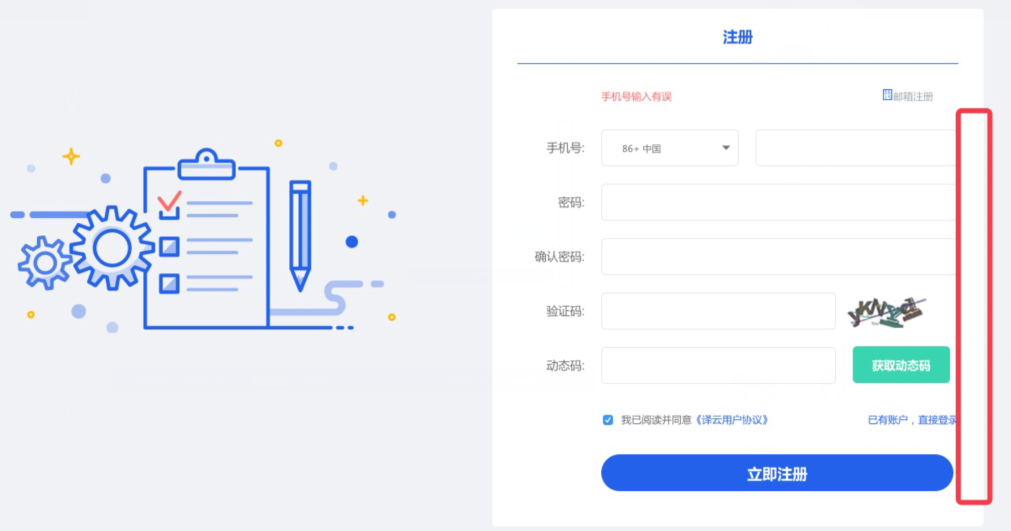 注册
手机号输入有误
邮箱注册
手机号: 86+ 中国
密码:
确认密码:
验证码:
动态码: 获取动态码
我已阅读并同意《译云用户协议》 已有账户，直接登录
立即注册